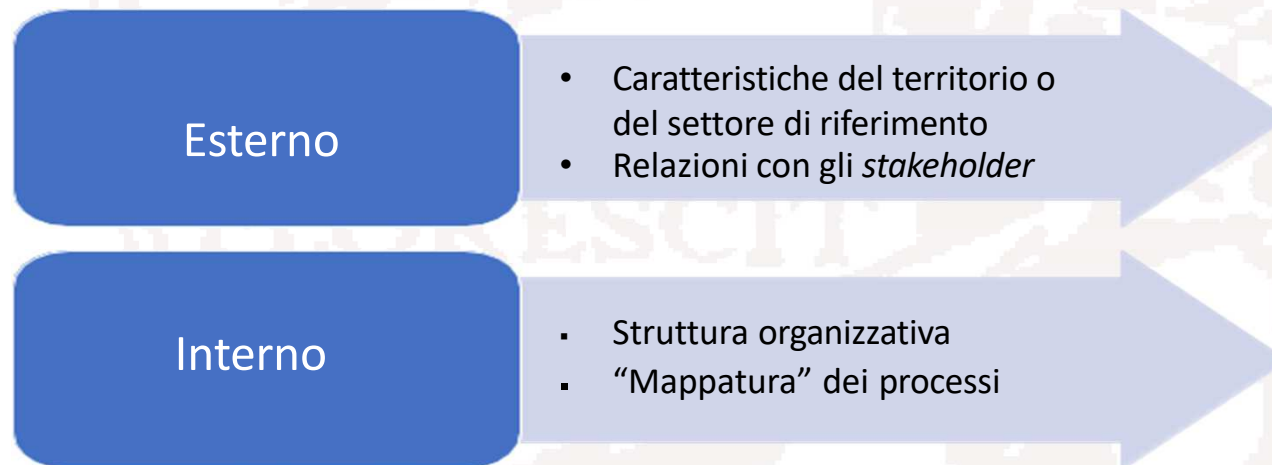 Esterno
• Caratteristiche del territorio o
del settore di riferimento
• Relazioni con gli stakeholder
Interno
▪ Struttura organizzativa
▪ “Mappatura” dei processi